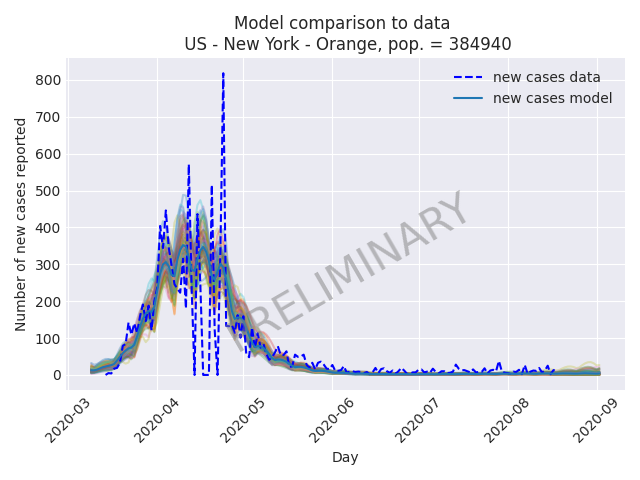 Model comparison to data
US - New York - Orange, pop. = 384940
new cases data
new cases model
Number of new cases reported
800
700
600
500
400
300
200
100
0
PRELIMINARY
2020-03
2020-04
2020-05
2020-06
2020-07
2020-08
2020-09
Day